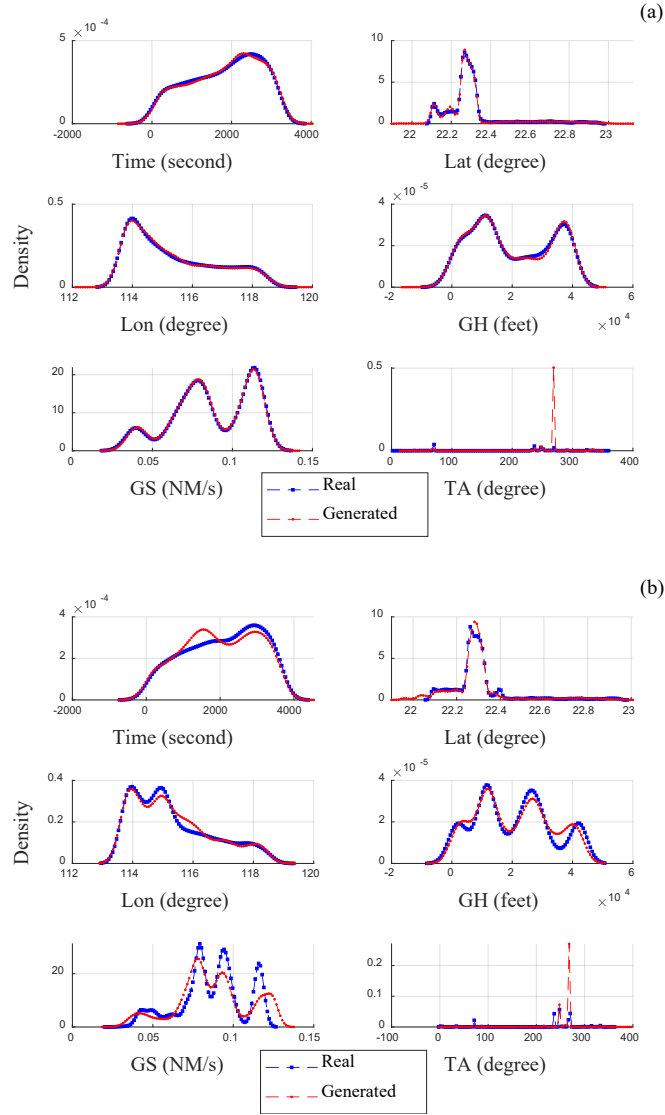 (a)
× 10 -4
5
0
-2000 0 2000 4000
Time (second)
10
5
0
22 22.2 22.4 22.6 22.8 23
Lat (degree)
0.5
0
112 114 116 118 120
Lon (degree)
× 10 -5
4
2
0
-2 0 2 4 6
GH (feet) × 10 4
Density
20
10
0
0 0.05 0.1 0.15
GS (NM/s)
0.5
0
0 100 200 300 400
TA (degree)
Real
Generated
(b)
× 10 -4
4
2
0
-2000 0 2000 4000
Time (second)
10
5
0
22 22.2 22.4 22.6 22.8 23
Lat (degree)
0.4
0.2
0
112 114 116 118 120
Lon (degree)
× 10 -5
4
2
0
-2 0 2 4 6
GH (feet) × 10 4
Density
20
0
0 0.05 0.1 0.15
GS (NM/s)
0.2
0.1
0
-100 0 100 200 300 400
TA (degree)
Real
Generated